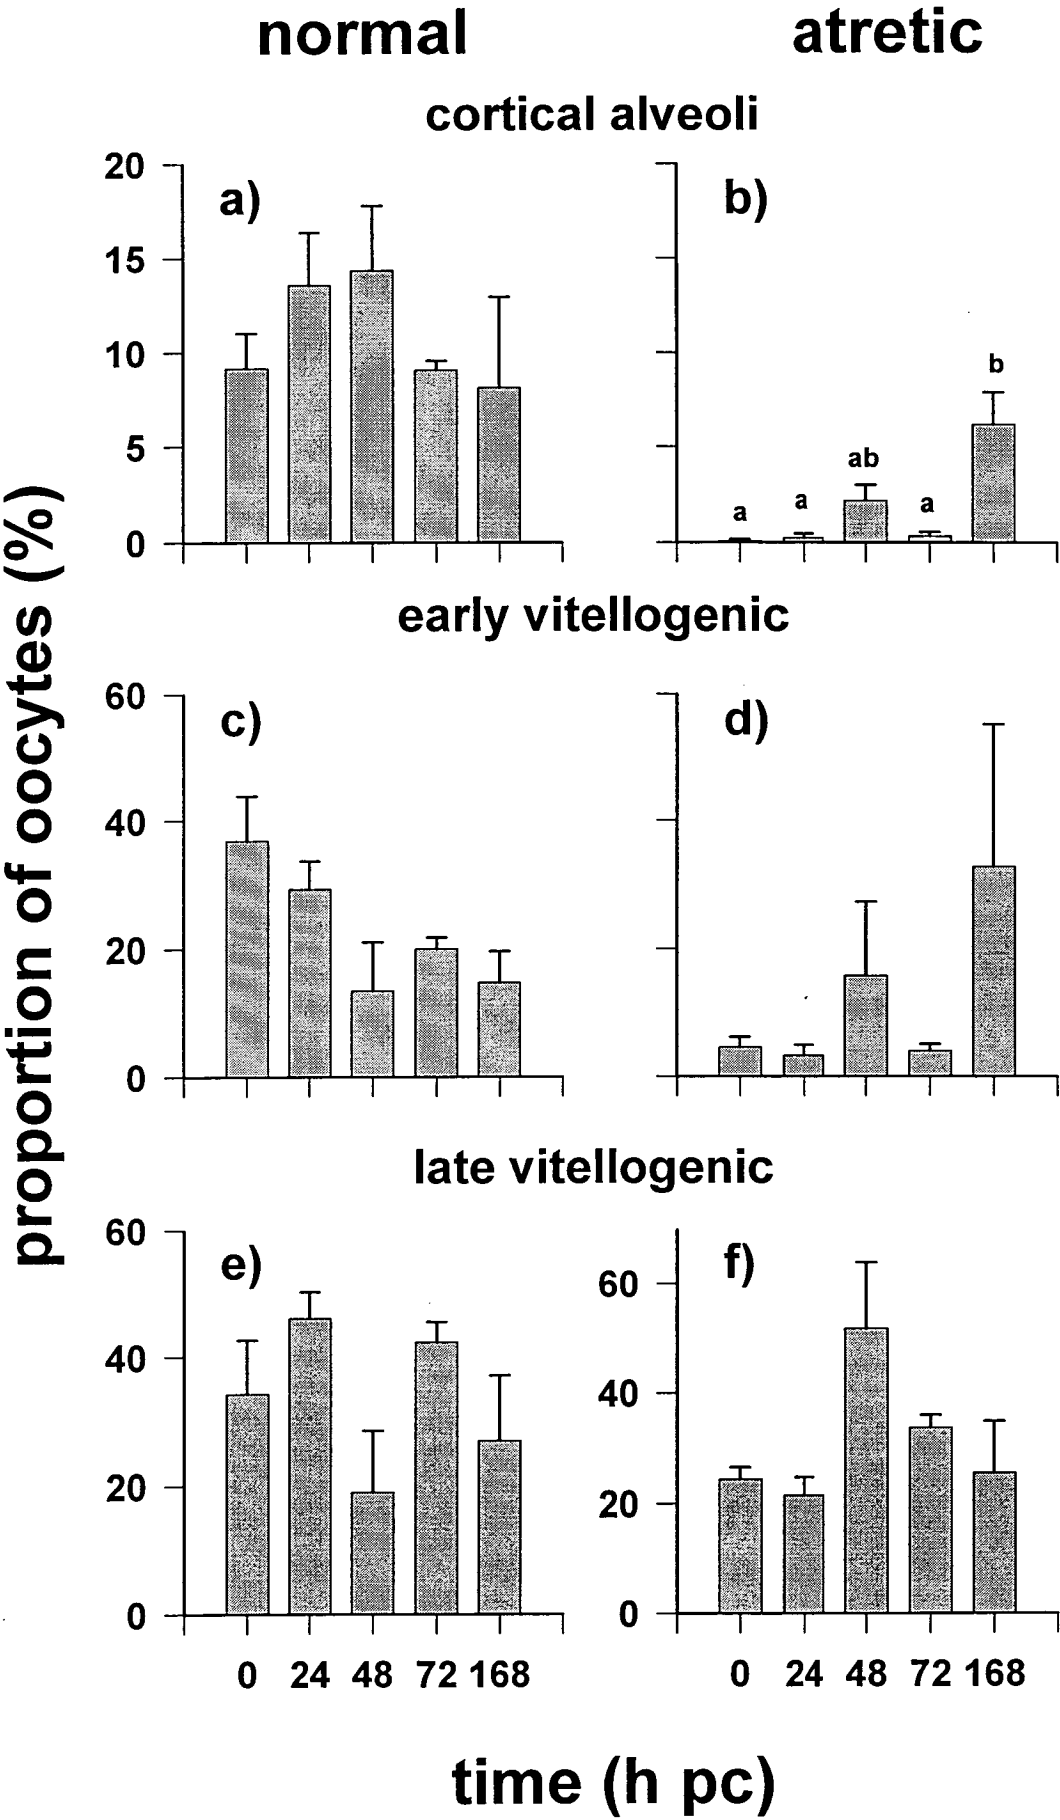 normal atretic
cortical alveoli
a) b)
20
15
10
5
0
a a ab a b
early vitellogenic
c) d)
60
40
20
0
late vitellogenic
e) f)
60
40
20
0
60
40
20
0
0 24 48 72 168
0 24 48 72 168
time (h pc)
proportion of oocytes (%)